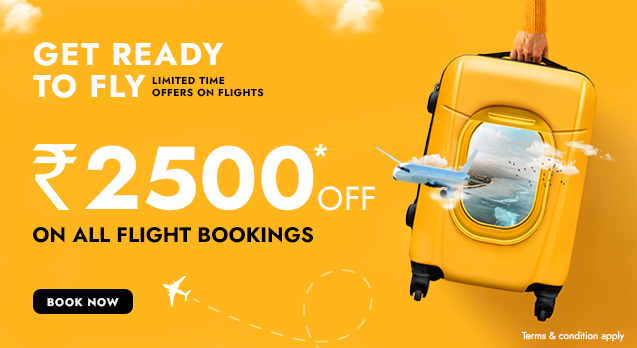 GET READY
TO FLY LIMITED TIME
OFFERS ON FLIGHTS
₹2500* OFF
ON ALL FLIGHT BOOKINGS
BOOK NOW
Terms & condition apply